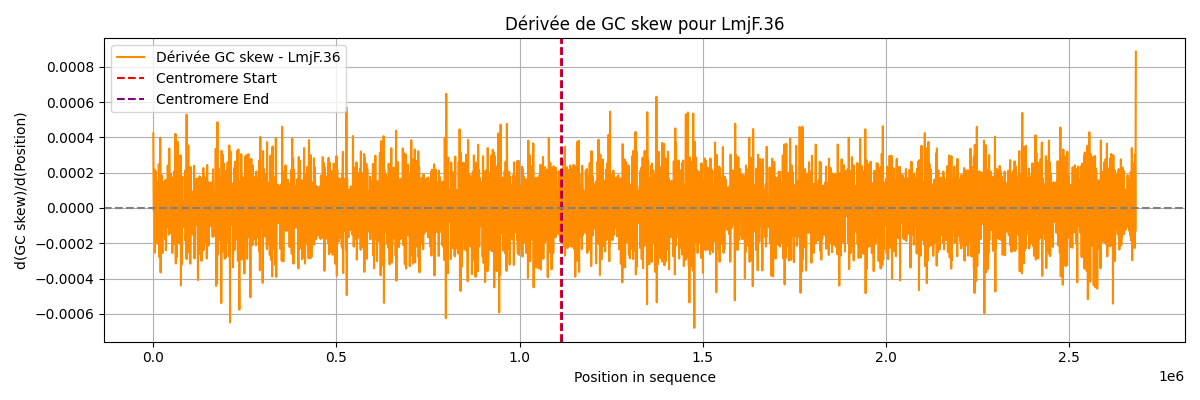 Dérivée de GC skew pour LmjF.36
Dérivée GC skew - LmjF.36
Centromere Start
Centromere End
d(GC skew)/d(Position)
0.0008
0.0006
0.0004
0.0002
0.0000
−0.0002
−0.0004
−0.0006
0.0 0.5 1.0 1.5 2.0 2.5
1e6
Position in sequence